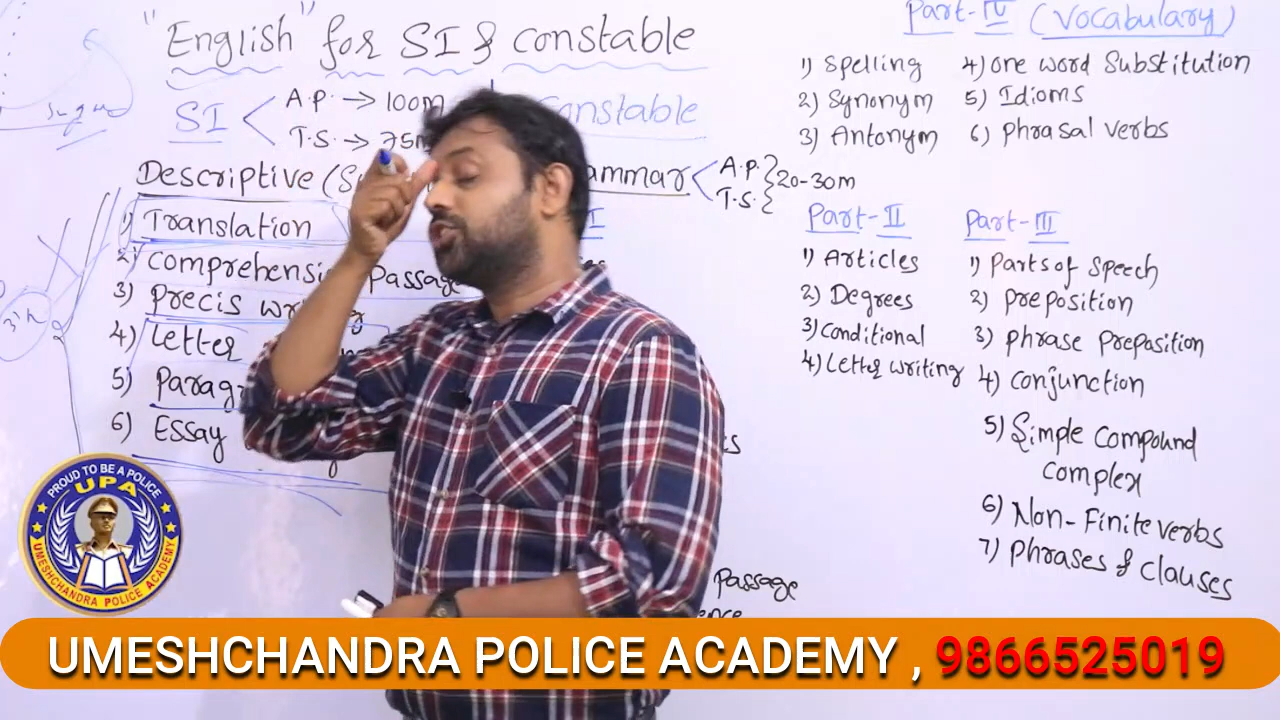 "English" for SI & constable
SI
A.P. → 100m
T.S. → 75m
constable
Descriptive
Grammar
A.P.
T.S.
20-30m
1) Translation
2) comprehension passage
3) precis writing
4) Letter
5) Parag
6) Essay
I
passage
Part-IV (vocabulary)
1) spelling
2) Synonym
3) Antonym
4) one word substitution
5) Idioms
6) phrasal verbs
Part-II
1) Articles
2) Degrees
3) conditional
4) Letter writing
Part-III
1) Parts of speech
2) preposition
3) phrase preposition
4) conjunction
5) Simple compound
complex
6) Non-Finite verbs
7) phrases & clauses
PROUD TO BE A POLICE
UPA
UMESHCHANDRA POLICE ACADEMY
UMESHCHANDRA POLICE ACADEMY , 9866525019